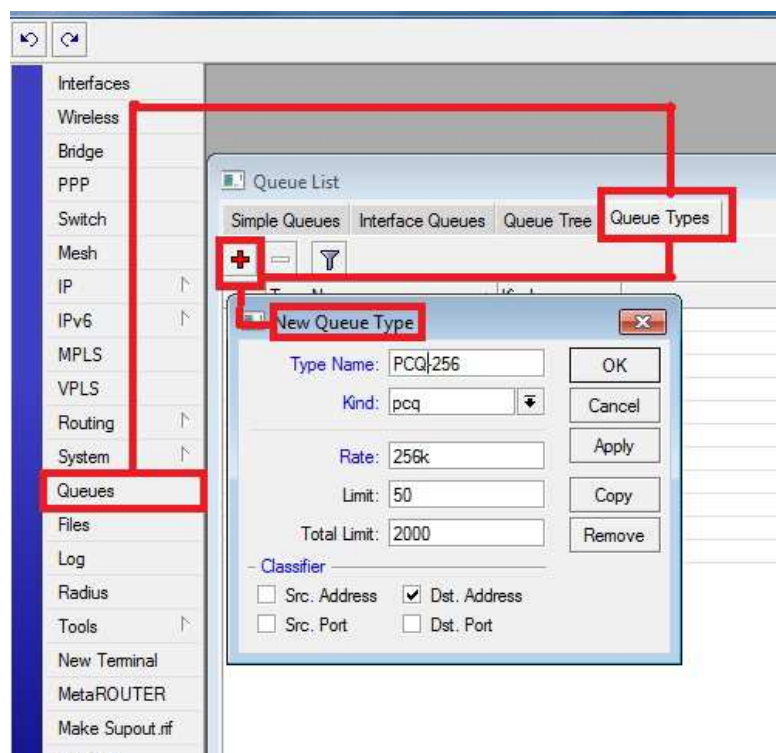 Interfaces
Wireless
Bridge
PPP
Switch
Mesh
IP
IPv6
MPLS
VPLS
Routing
System
Queues
Files
Log
Radius
Tools
New Terminal
MetaROUTER
Make Supout.rif
Queue List
Simple Queues Interface Queues Queue Tree Queue Types
New Queue Type
Type Name: PCQ-256
Kind: pcq
Rate: 256k
Limit: 50
Total Limit: 2000
Classifier
Src. Address Dst. Address
Src. Port Dst. Port
OK
Cancel
Apply
Copy
Remove